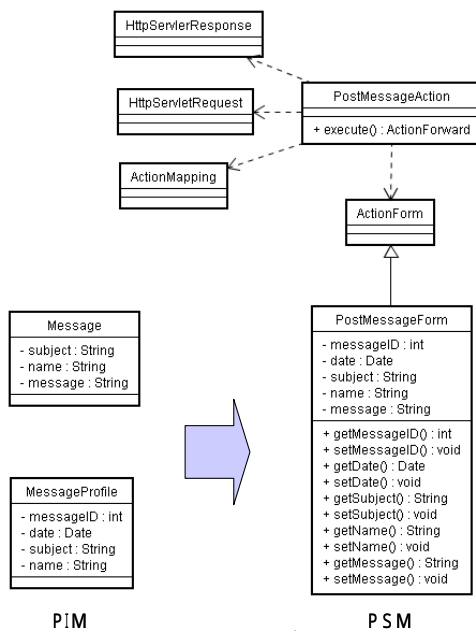 HttpServlerResponse
HttpServletRequest
PostMessageAction
+ execute() : ActionForward
ActionMapping
ActionForm
Message
- subject : String
- name : String
- message : String
MessageProfile
- messageID : int
- date : Date
- subject : String
- name : String
PostMessageForm
- messageID : int
- date : Date
- subject : String
- name : String
- message : String
+ getMessageID() : int
+ setMessageID() : void
+ getDate() : Date
+ setDate() : void
+ getSubject() : String
+ setSubject() : void
+ getName() : String
+ setName() : void
+ getMessage() : String
+ setMessage() : void
PIM
PSM